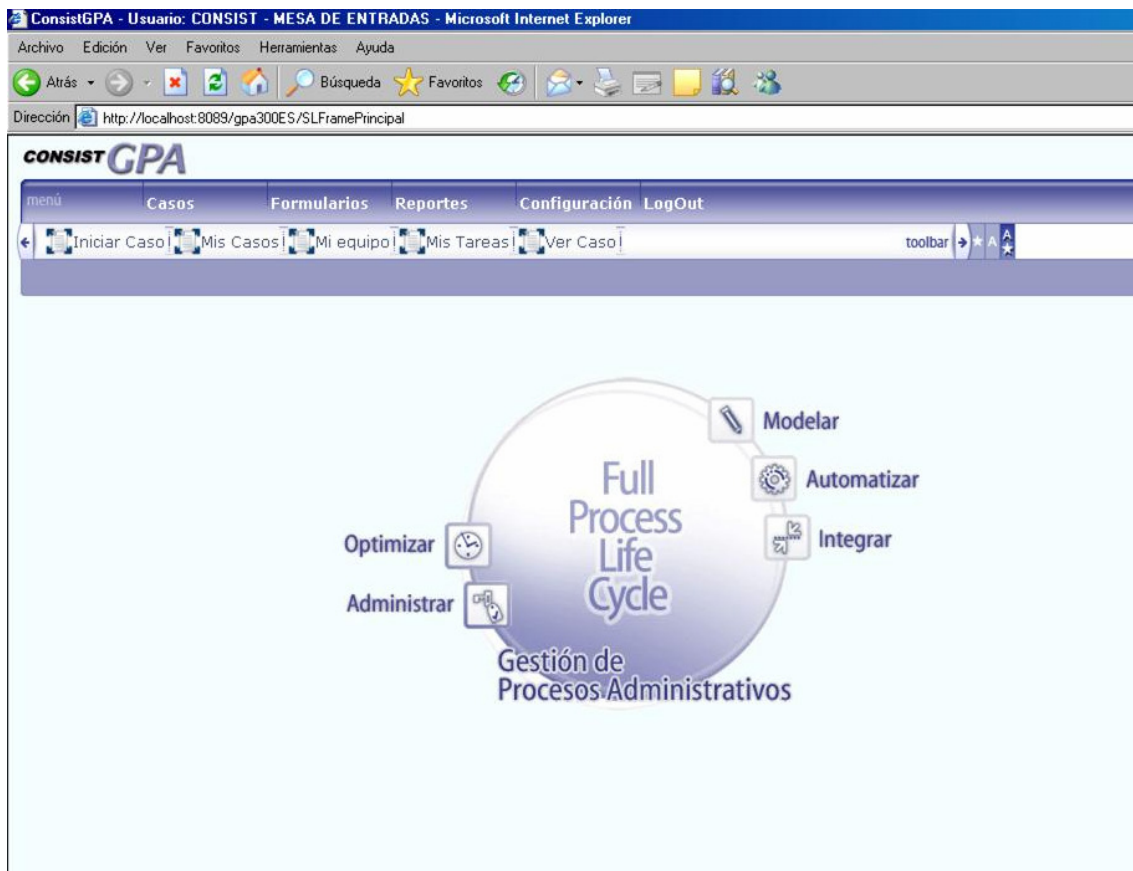 ConsistGPA - Usuario: CONSIST - MESA DE ENTRADAS - Microsoft Internet Explorer
Archivo Edición Ver Favoritos Herramientas Ayuda
Atrás Búsqueda Favoritos
Dirección http://localhost:8089/gpa300ES/SLFramePrincipal
CONSIST GPA
menú Casos Formularios Reportes Configuración LogOut
Iniciar Caso Mis Casos Mi equipo Mis Tareas Ver Caso toolbar A A
Modelar
Full
Process
Life
Cycle
Automatizar
Integrar
Optimizar
Administrar
Gestión de
Procesos Administrativos